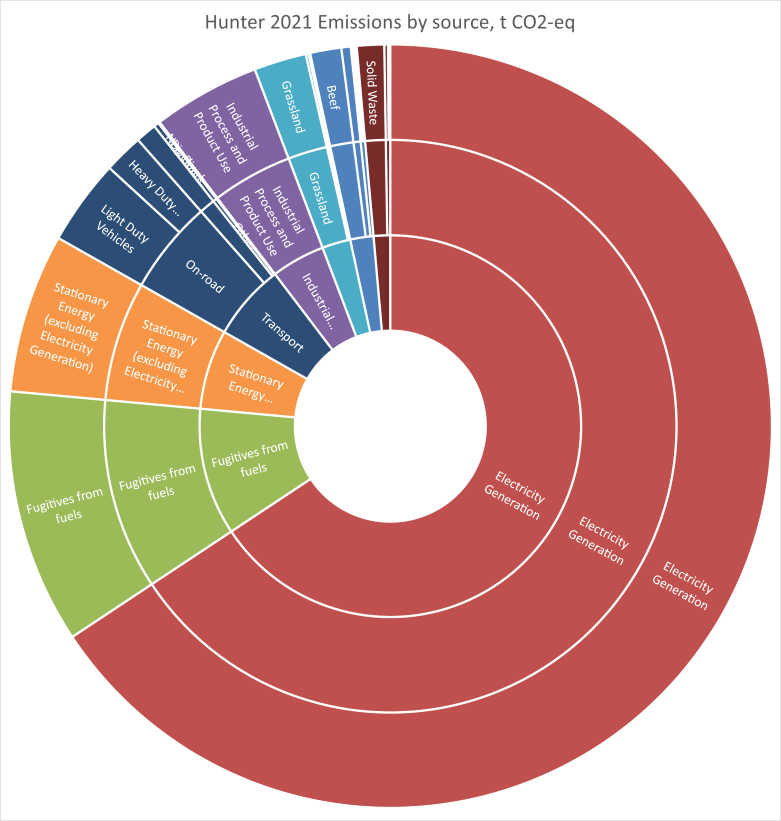 Hunter 2021 Emissions by source, t CO2-eq
Solid Waste
Beef
Grassland
Industrial
Process and
Product Use
Heavy Duty...
Light Duty
Vehicles
Stationary
Energy
(excluding
Electricity
Generation)
Fugitives from
fuels
Electricity
Generation
Grassland
Industrial
Process and
Product Use
On-road
Stationary
Energy
(excluding
Electricity...
Fugitives from
fuels
Electricity
Generation
Industrial...
Transport
Stationary
Energy...
Fugitives from
fuels
Electricity
Generation